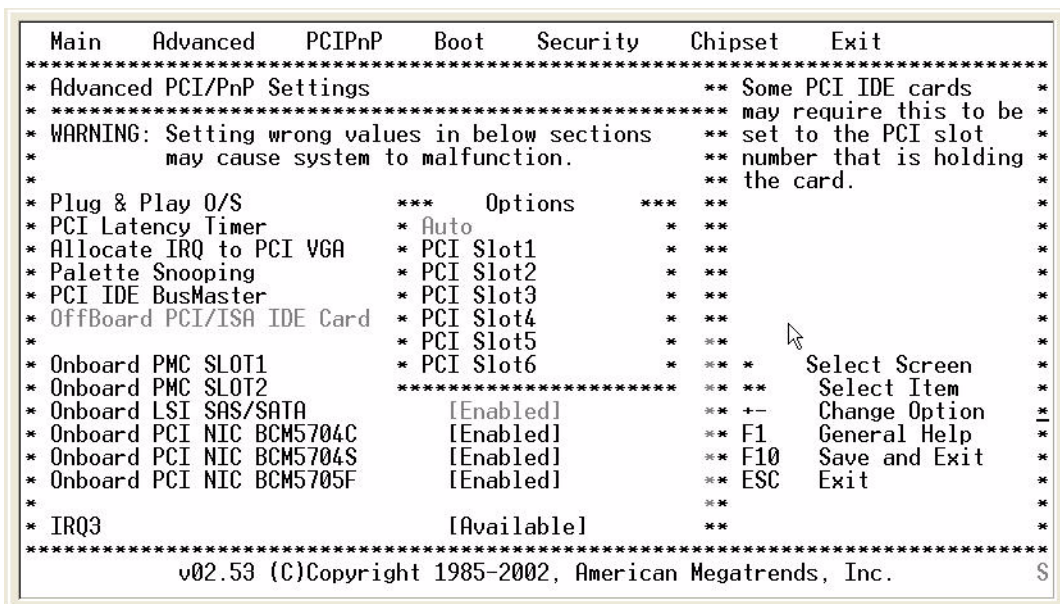 Main Advanced PCIPnP Boot Security Chipset Exit
********************************************************************************
* Advanced PCI/PnP Settings ** Some PCI IDE cards *
* *************************************************** may require this to be *
* WARNING: Setting wrong values in below sections ** set to the PCI slot *
* may cause system to malfunction. ** number that is holding *
* ** the card. *
* Plug & Play O/S *** Options *** ** *
* PCI Latency Timer * Auto * ** *
* Allocate IRQ to PCI VGA * PCI Slot1 * ** *
* Palette Snooping * PCI Slot2 * ** *
* PCI IDE BusMaster * PCI Slot3 * ** *
* OffBoard PCI/ISA IDE Card * PCI Slot4 * ** *
* * PCI Slot5 * ** *
* Onboard PMC SLOT1 * PCI Slot6 * ** * Select Screen *
* Onboard PMC SLOT2 ********************** ** ** Select Item *
* Onboard LSI SAS/SATA [Enabled] ** +- Change Option *
* Onboard PCI NIC BCM5704C [Enabled] ** F1 General Help *
* Onboard PCI NIC BCM5704S [Enabled] ** F10 Save and Exit *
* Onboard PCI NIC BCM5705F [Enabled] ** ESC Exit *
* ** *
* IRQ3 [Available] ** *
********************************************************************************
v02.53 (C)Copyright 1985-2002, American Megatrends, Inc. S